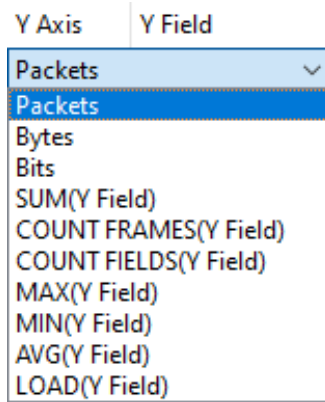 Y Axis Y Field
Packets
Packets
Bytes
Bits
SUM(Y Field)
COUNT FRAMES(Y Field)
COUNT FIELDS(Y Field)
MAX(Y Field)
MIN(Y Field)
AVG(Y Field)
LOAD(Y Field)